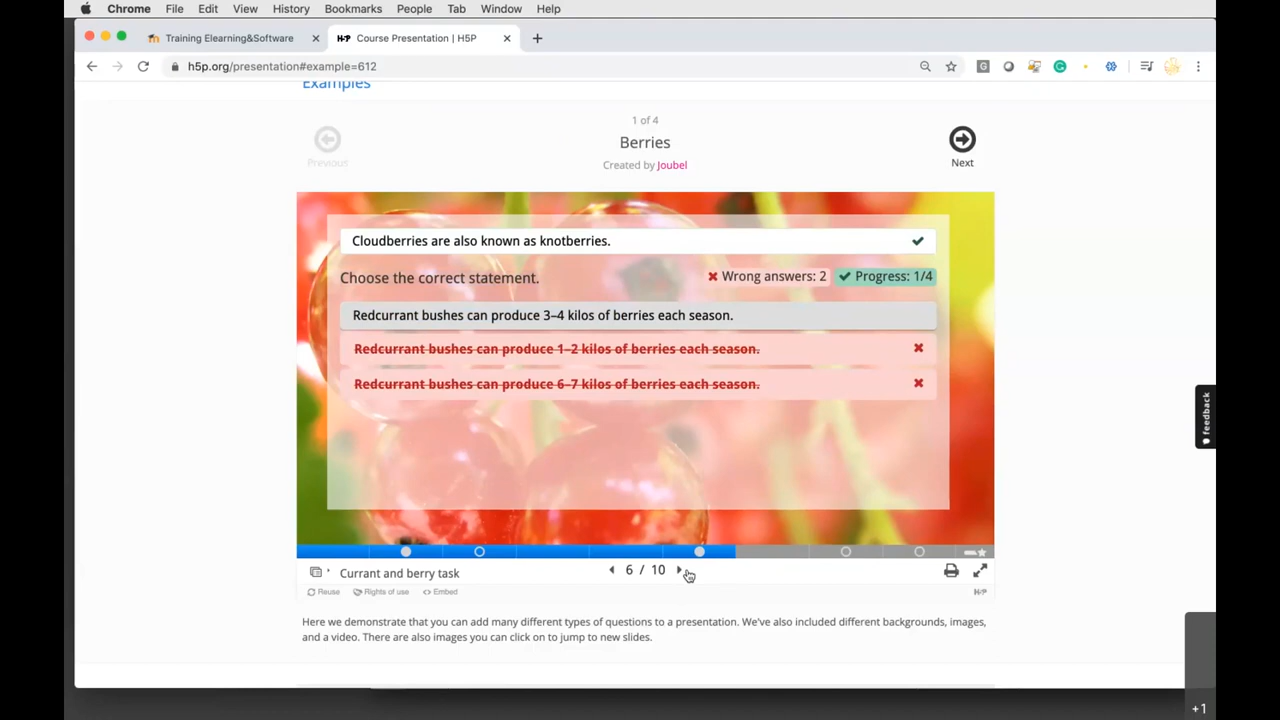 Chrome File Edit View History Bookmarks People Tab Window Help
Training Elearning&Software
H5P Course Presentation | H5P
h5p.org/presentation#example=612
Examples
1 of 4
Berries
Created by Joubel
Previous
Next
Cloudberries are also known as knotberries.
Choose the correct statement.
Wrong answers: 2
Progress: 1/4
Redcurrant bushes can produce 3–4 kilos of berries each season.
Redcurrant bushes can produce 1–2 kilos of berries each season.
Redcurrant bushes can produce 6–7 kilos of berries each season.
Currant and berry task
6 / 10
Reuse Rights of use Embed
H5P
Here we demonstrate that you can add many different types of questions to a presentation. We've also included different backgrounds, images,
and a video. There are also images you can click on to jump to new slides.
feedback
+1